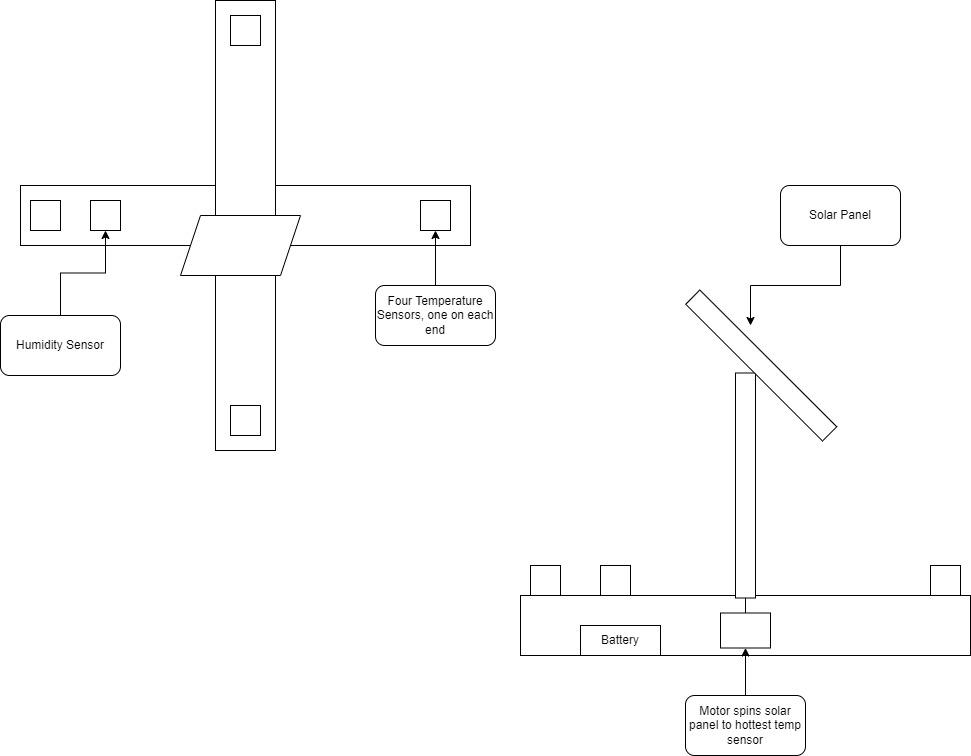 Solar Panel
Four Temperature
Sensors, one on each
end
Humidity Sensor
Battery
Motor spins solar
panel to hottest temp
sensor